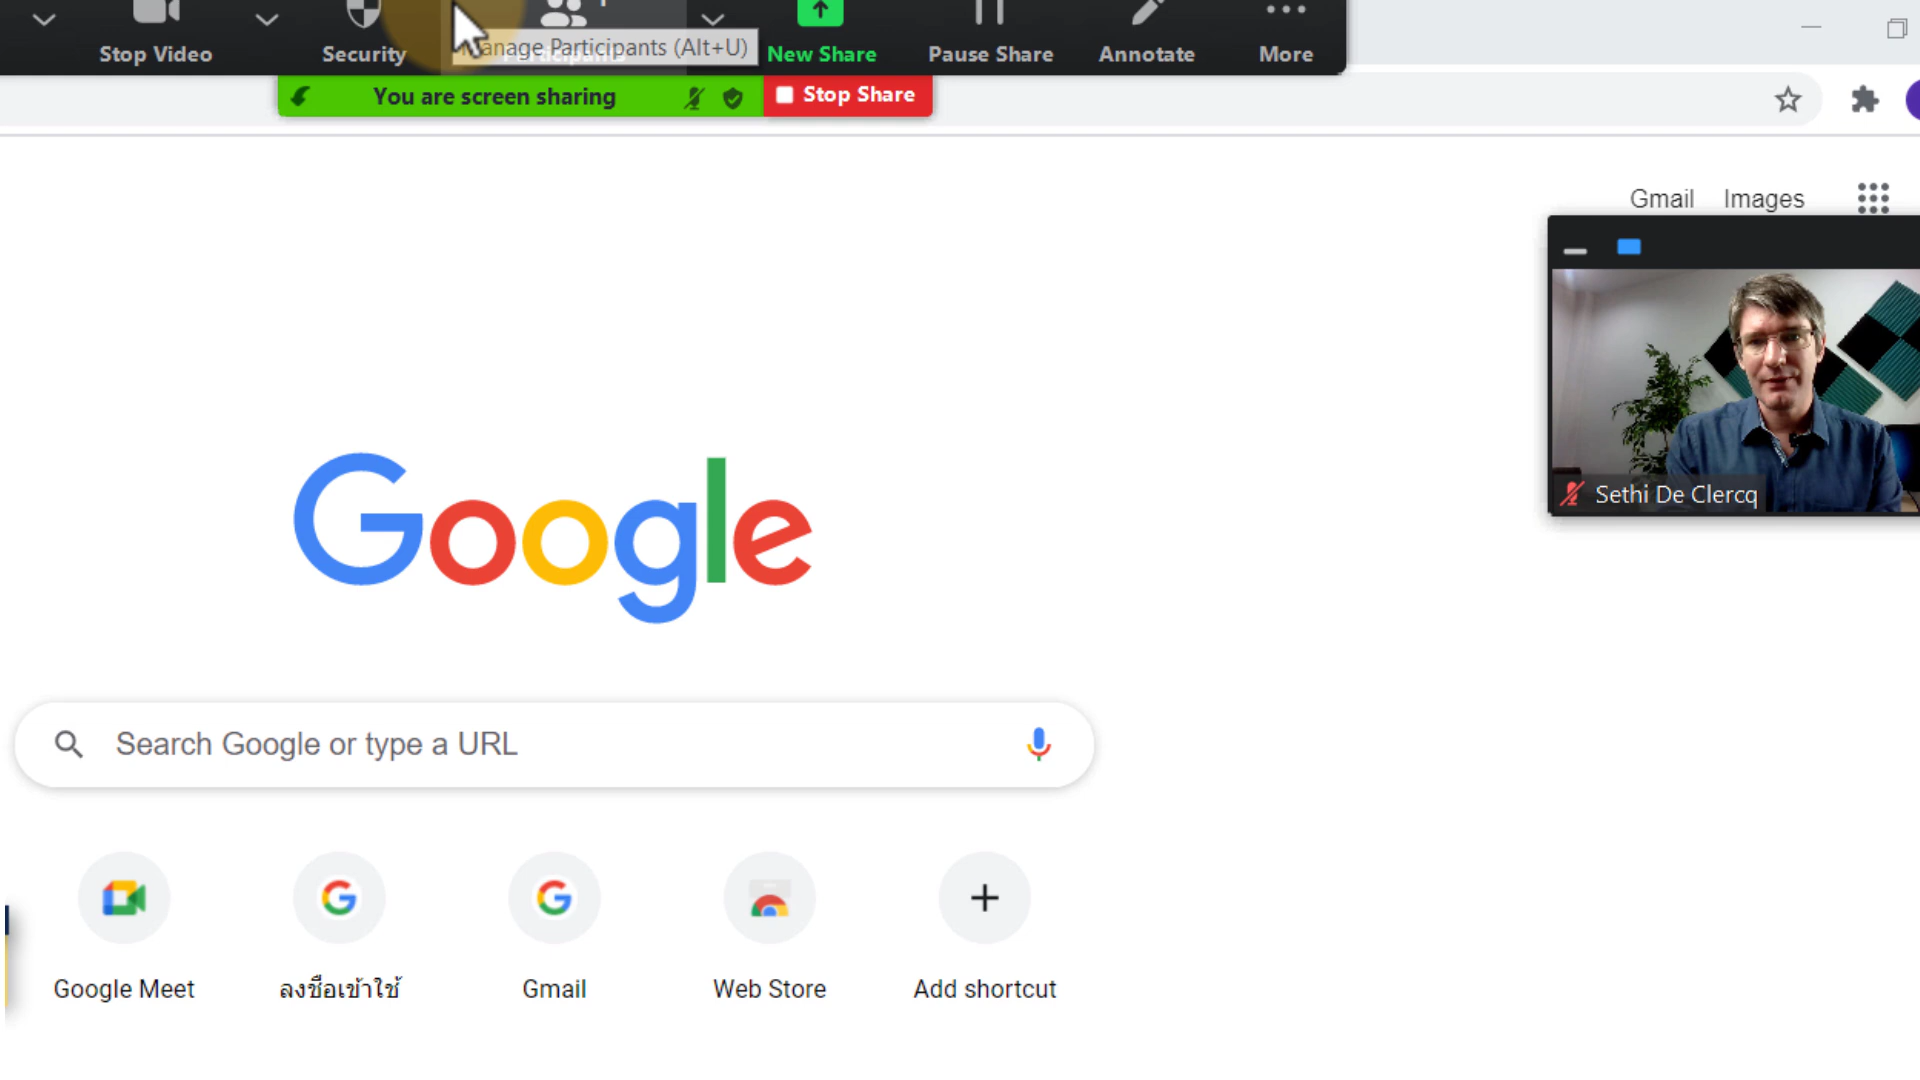 Stop Video
Security
Manage Participants (Alt+U)
Participants
New Share
Pause Share
Annotate
More
You are screen sharing
Stop Share
Gmail
Images
Sethi De Clercq
Google
Search Google or type a URL
Google Meet
ลงชื่อเข้าใช้
Gmail
Web Store
Add shortcut